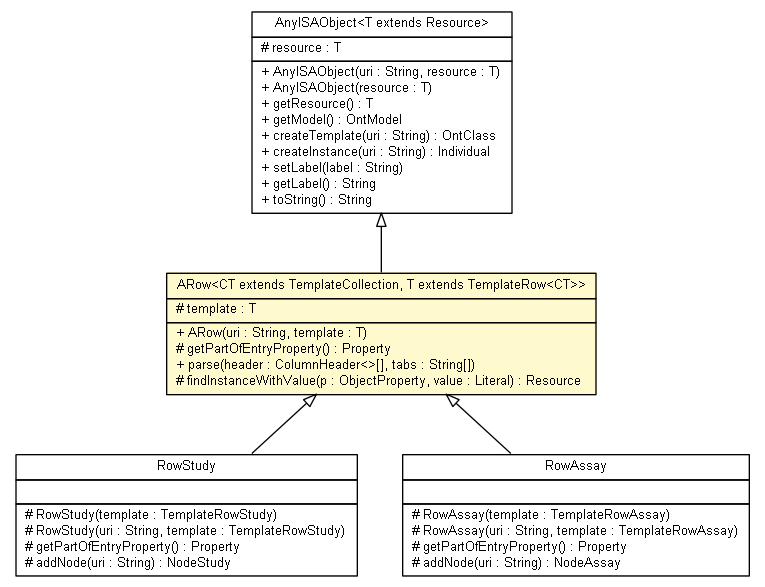 AnyISAObject<T extends Resource>
# resource : T
+ AnyISAObject(uri : String, resource : T)
+ AnyISAObject(resource : T)
+ getResource() : T
+ getModel() : OntModel
+ createTemplate(uri : String) : OntClass
+ createInstance(uri : String) : Individual
+ setLabel(label : String)
+ getLabel() : String
+ toString() : String
ARow<CT extends TemplateCollection, T extends TemplateRow<CT>>
# template : T
+ ARow(uri : String, template : T)
# getPartOfEntryProperty() : Property
+ parse(header : ColumnHeader<>[], tabs : String[])
# findInstanceWithValue(p : ObjectProperty, value : Literal) : Resource
RowStudy
# RowStudy(template : TemplateRowStudy)
# RowStudy(uri : String, template : TemplateRowStudy)
# getPartOfEntryProperty() : Property
# addNode(uri : String) : NodeStudy
RowAssay
# RowAssay(template : TemplateRowAssay)
# RowAssay(uri : String, template : TemplateRowAssay)
# getPartOfEntryProperty() : Property
# addNode(uri : String) : NodeAssay